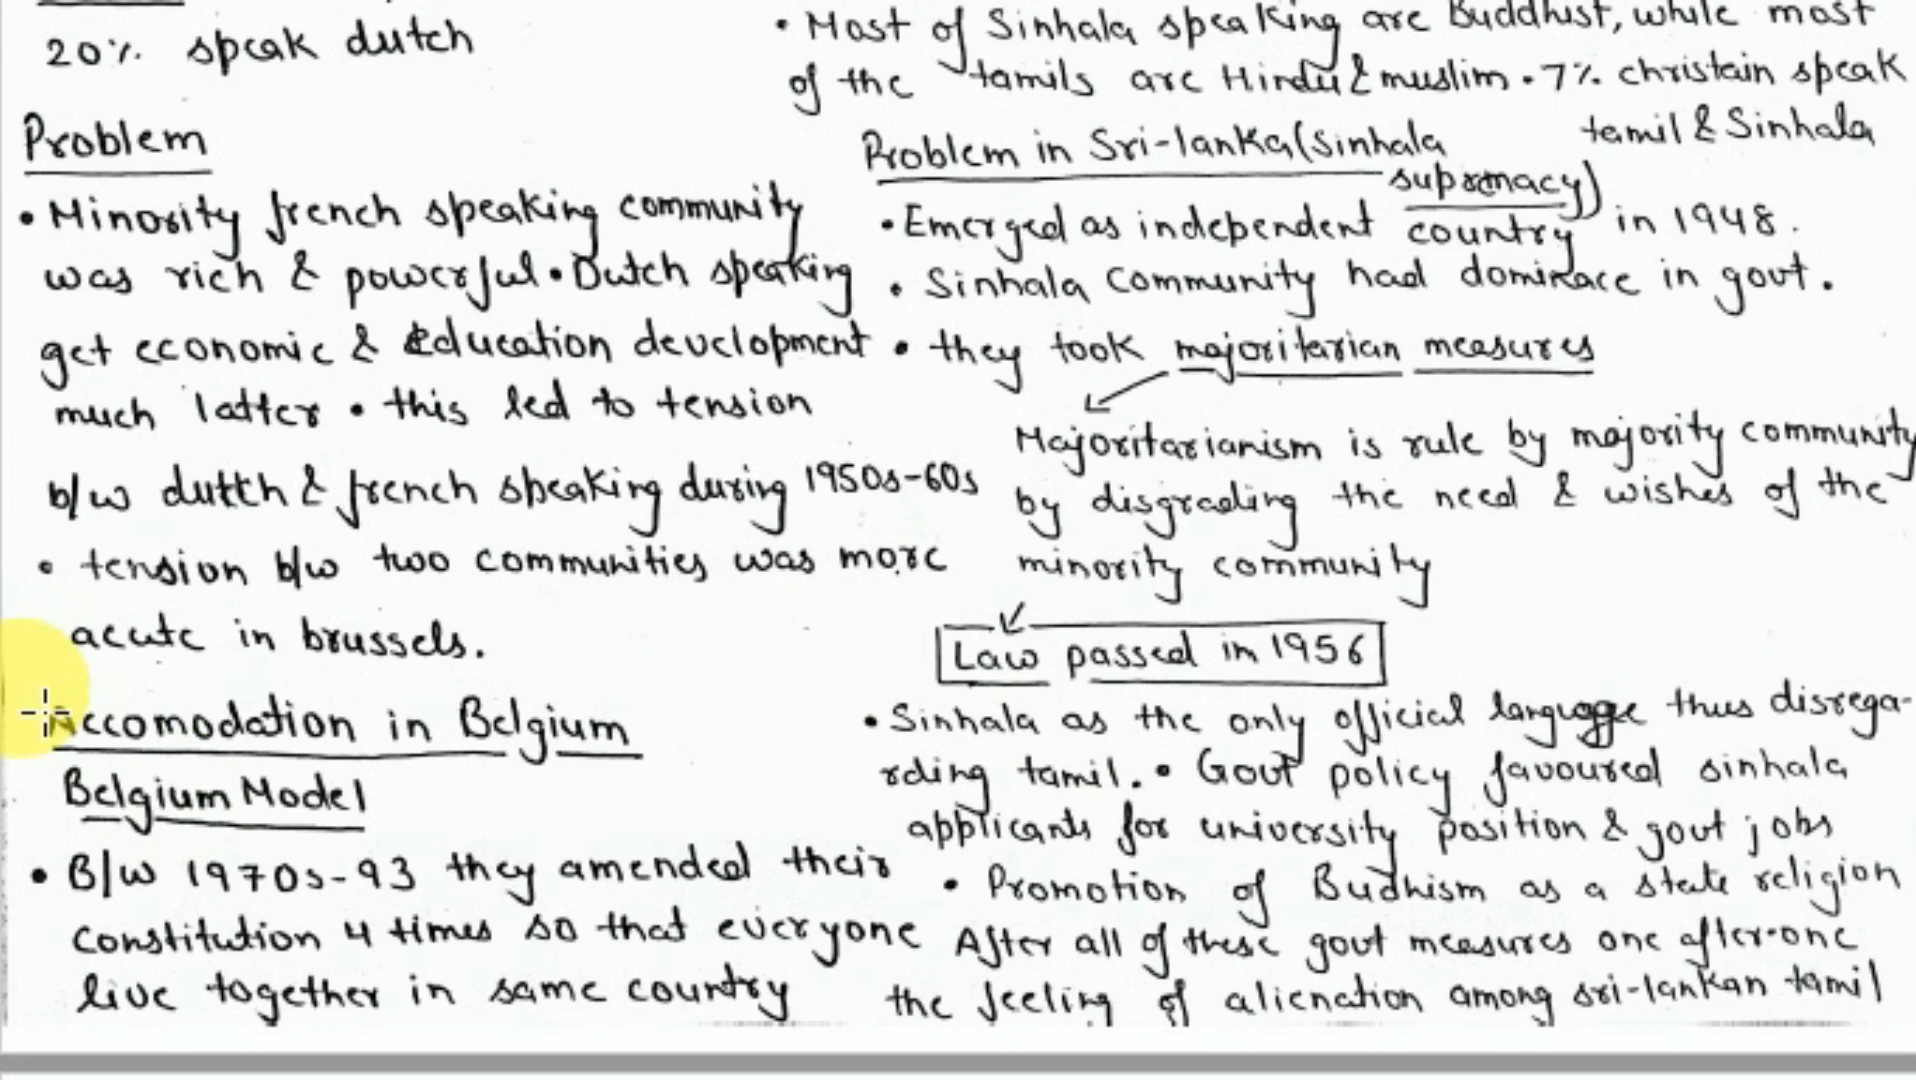 20% speak dutch
Problem
• Minority french speaking community
was rich & powerful • Dutch speaking
get economic & education development
much latter • this led to tension
b/w dutch & french speaking during 1950s-60s
• tension b/w two communities was more
acute in brussels.
Accomodation in Belgium
Belgium Model
• B/w 1970s-93 they amended their
constitution 4 times so that everyone
live together in same country
• Most of Sinhala speaking are Buddhist, while most
of the tamils are Hindu & muslim • 7% christain speak
tamil & Sinhala
Problem in Sri-lanka (Sinhala
supremacy)
• Emerged as independent country in 1948.
• Sinhala Community had dominace in govt.
• they took majoritarian measures
Majoritarianism is rule by majority community
by disgrading the need & wishes of the
minority community
Law passed in 1956
• Sinhala as the only official language thus disrega-
rding tamil. • Govt policy favoured sinhala
applicants for university position & govt jobs
• Promotion of Budhism as a state religion
After all of these govt measures one after-one
the feeling of alienation among sri-lankan tamil